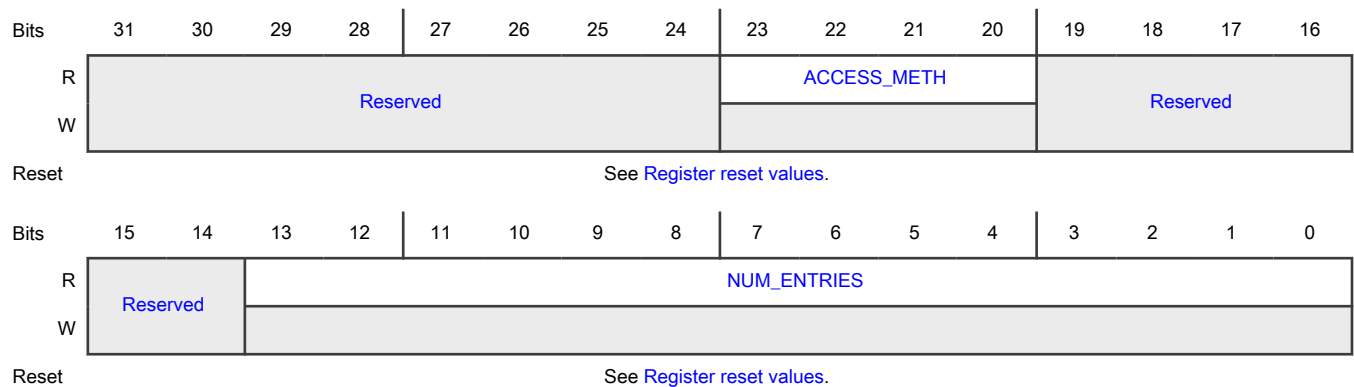 Bits 31 30 29 28 27 26 25 24 23 22 21 20 19 18 17 16
R ACCESS_METH
Reserved Reserved
W
Reset See Register reset values.
Bits 15 14 13 12 11 10 9 8 7 6 5 4 3 2 1 0
R NUM_ENTRIES
Reserved
W
Reset See Register reset values.